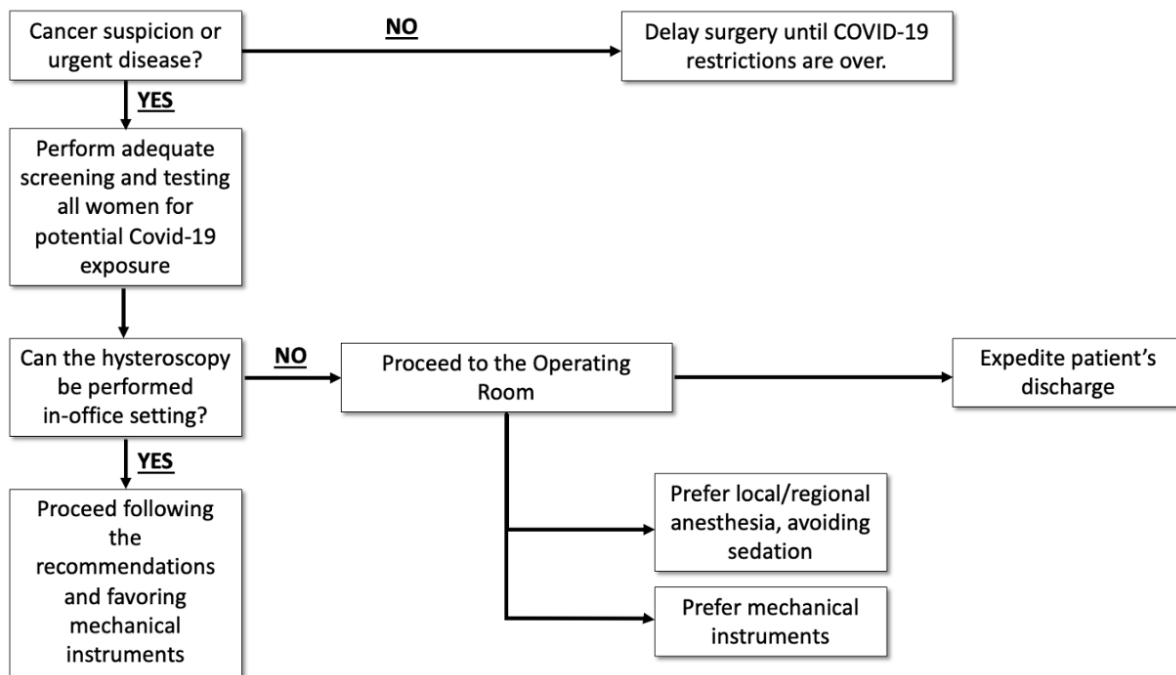 Cancer suspicion or
urgent disease?
NO
Delay surgery until COVID-19
restrictions are over.
YES
Perform adequate
screening and testing
all women for
potential Covid-19
exposure
Can the hysteroscopy
be performed
in-office setting?
NO
Proceed to the Operating
Room
Expedite patient’s
discharge
YES
Proceed following
the
recommendations
and favoring
mechanical
instruments
Prefer local/regional
anesthesia, avoiding
sedation
Prefer mechanical
instruments